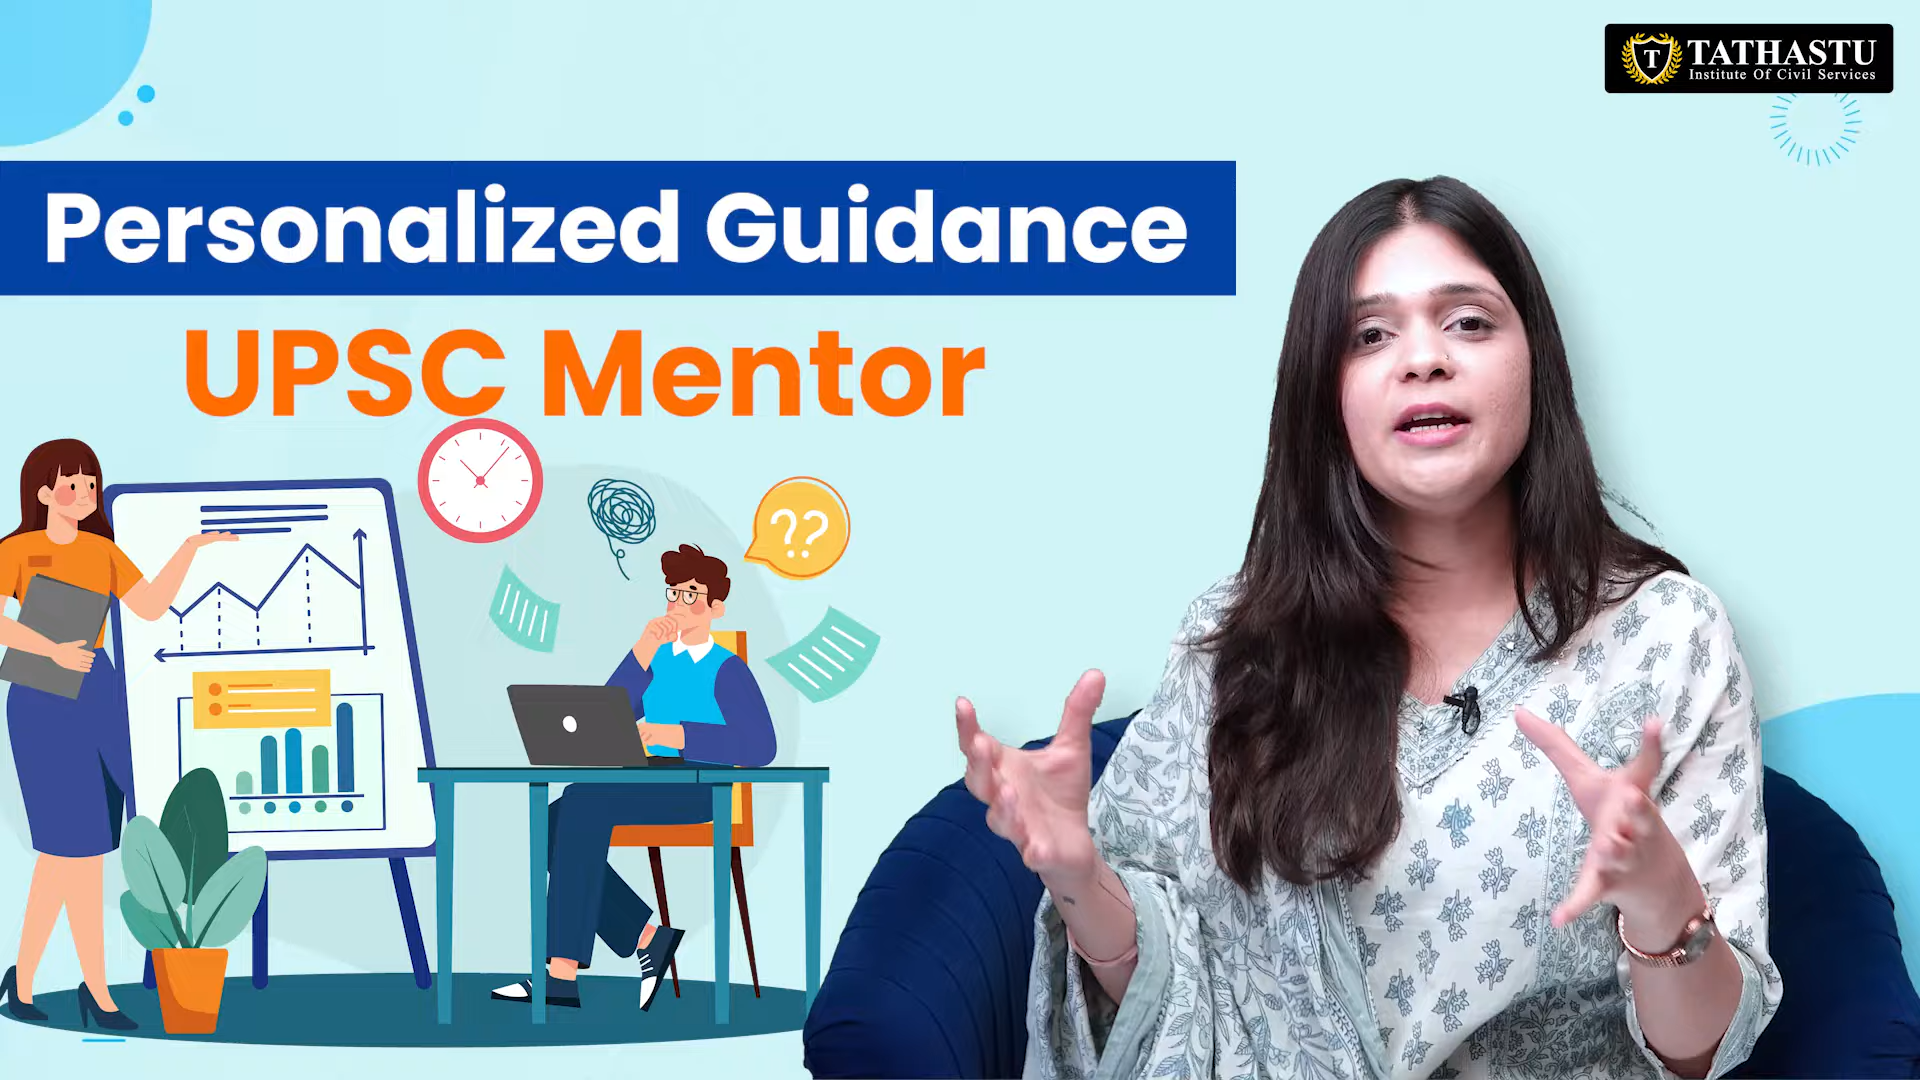 T TATHASTU
Institute Of Civil Services
Personalized Guidance
UPSC Mentor
??